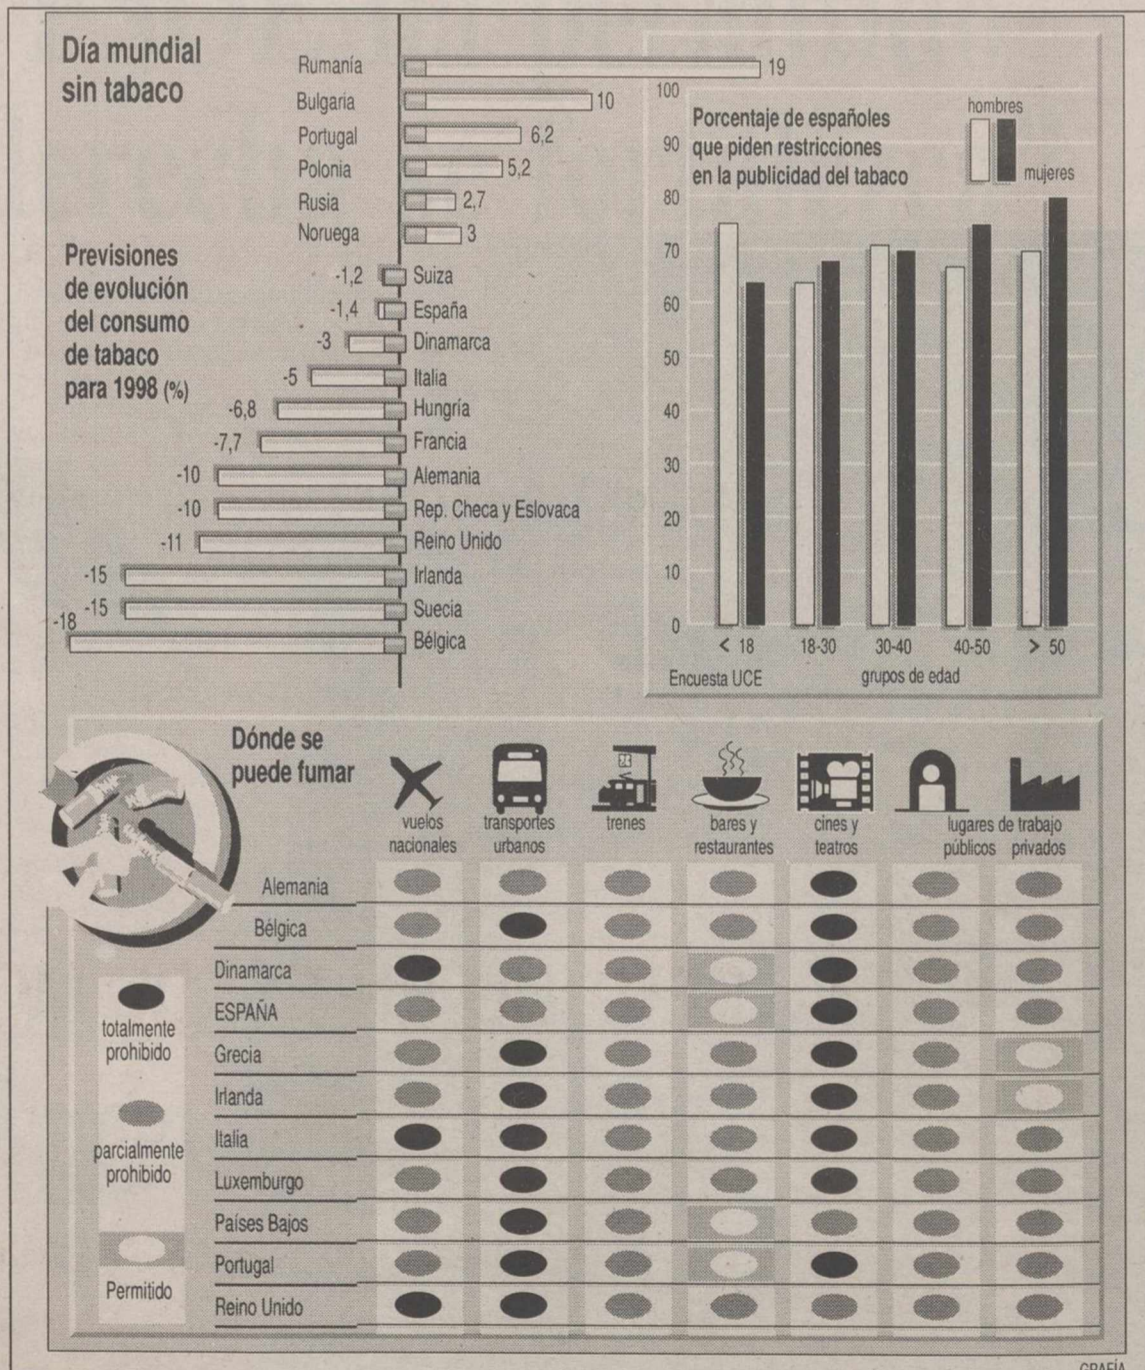 Día mundial
sin tabaco
Previsiones
de evolución
del consumo
de tabaco
para 1998 (%)
Rumanía 19
Bulgaria 10
Portugal 6,2
Polonia 5,2
Rusia 2,7
Noruega 3
-1,2 Suiza
-1,4 España
-3 Dinamarca
-5 Italia
-6,8 Hungría
-7,7 Francia
-10 Alemania
-10 Rep. Checa y Eslovaca
-11 Reino Unido
-15 Irlanda
-15 Suecia
-18 Bélgica
Porcentaje de españoles
que piden restricciones
en la publicidad del tabaco
hombres
mujeres
100
90
80
70
60
50
40
30
20
10
0
< 18 18-30 30-40 40-50 > 50
Encuesta UCE grupos de edad
Dónde se
puede fumar
vuelos
nacionales
transportes
urbanos
trenes
bares y
restaurantes
cines y
teatros
lugares de trabajo
públicos privados
Alemania
Bélgica
Dinamarca
ESPAÑA
Grecia
Irlanda
Italia
Luxemburgo
Países Bajos
Portugal
Reino Unido
totalmente
prohibido
parcialmente
prohibido
Permitido
GRAFÍA